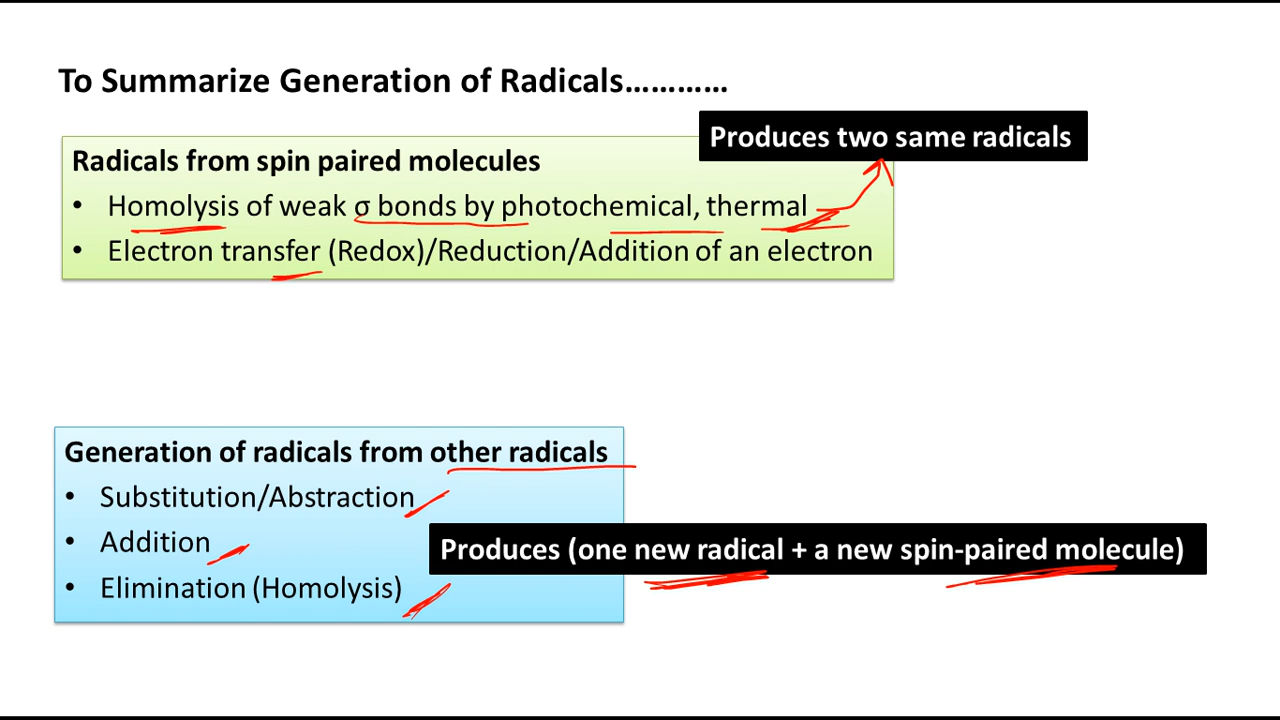 To Summarize Generation of Radicals…………
Produces two same radicals
Radicals from spin paired molecules
• Homolysis of weak σ bonds by photochemical, thermal
• Electron transfer (Redox)/Reduction/Addition of an electron
Generation of radicals from other radicals
• Substitution/Abstraction
• Addition
Produces (one new radical + a new spin-paired molecule)
• Elimination (Homolysis)